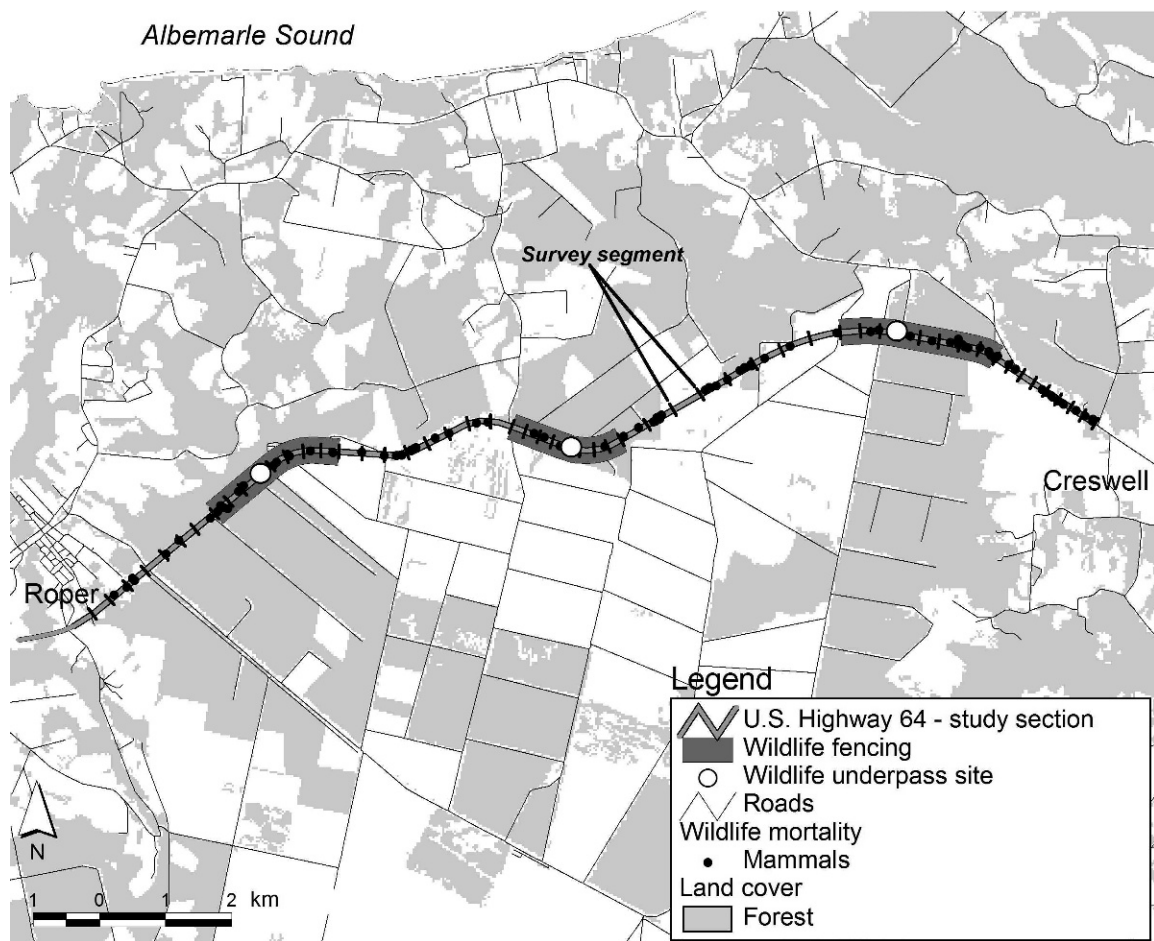 Albemarle Sound
Survey segment
Creswell
Roper
Legend
U.S. Highway 64 - study section
Wildlife fencing
Wildlife underpass site
Roads
Wildlife mortality
Mammals
Land cover
Forest
N
1 0 1 2 km